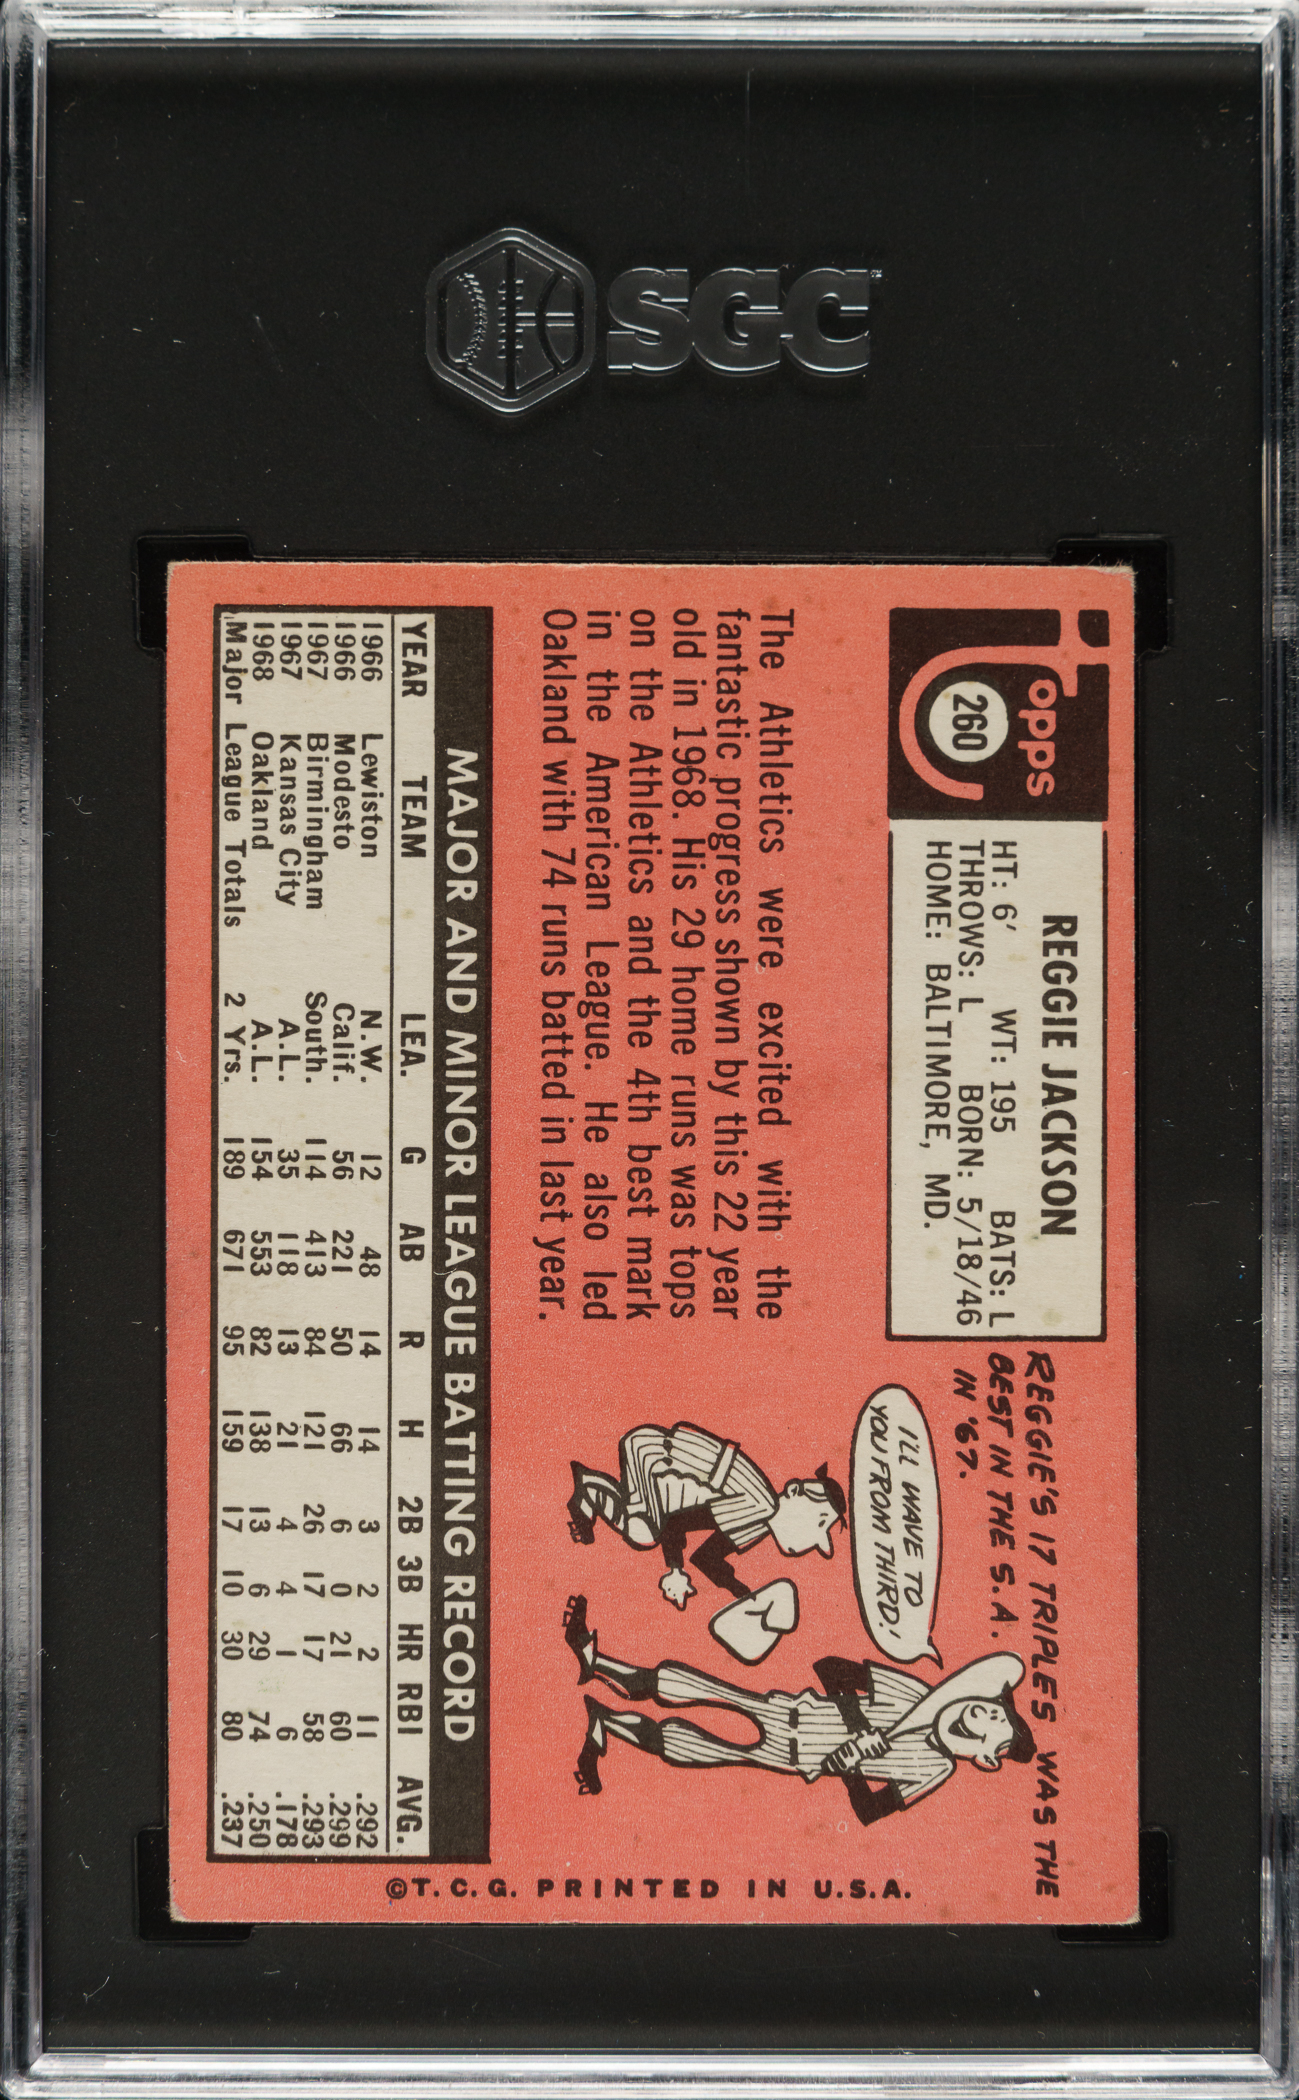 SGC
Topps
260
REGGIE JACKSON
HT: 6' WT: 195 BATS: L
THROWS: L BORN: 5/18/46
HOME: BALTIMORE, MD.
REGGIE'S 17 TRIPLES WAS THE
BEST IN THE S.A.
IN '67.
I'LL WAVE TO
YOU FROM THIRD!
The Athletics were excited with the
fantastic progress shown by this 22 year
old in 1968. His 29 home runs was tops
on the Athletics and the 4th best mark
in the American League. He also led
Oakland with 74 runs batted in last year.
MAJOR AND MINOR LEAGUE BATTING RECORD
YEAR TEAM LEA. G AB R H 2B 3B HR RBI AVG.
1966 Lewiston N.W. 12 48 14 14 3 2 2 11 .292
1966 Modesto Calif. 56 221 50 66 6 0 21 60 .299
1967 Birmingham South. 114 413 84 121 26 17 17 58 .293
1967 Kansas City A.L. 35 118 13 21 4 4 1 6 .178
1968 Oakland A.L. 154 553 82 138 13 6 29 74 .250
Major League Totals 2 Yrs. 189 671 95 159 17 10 30 80 .237
©T.C.G. PRINTED IN U.S.A.